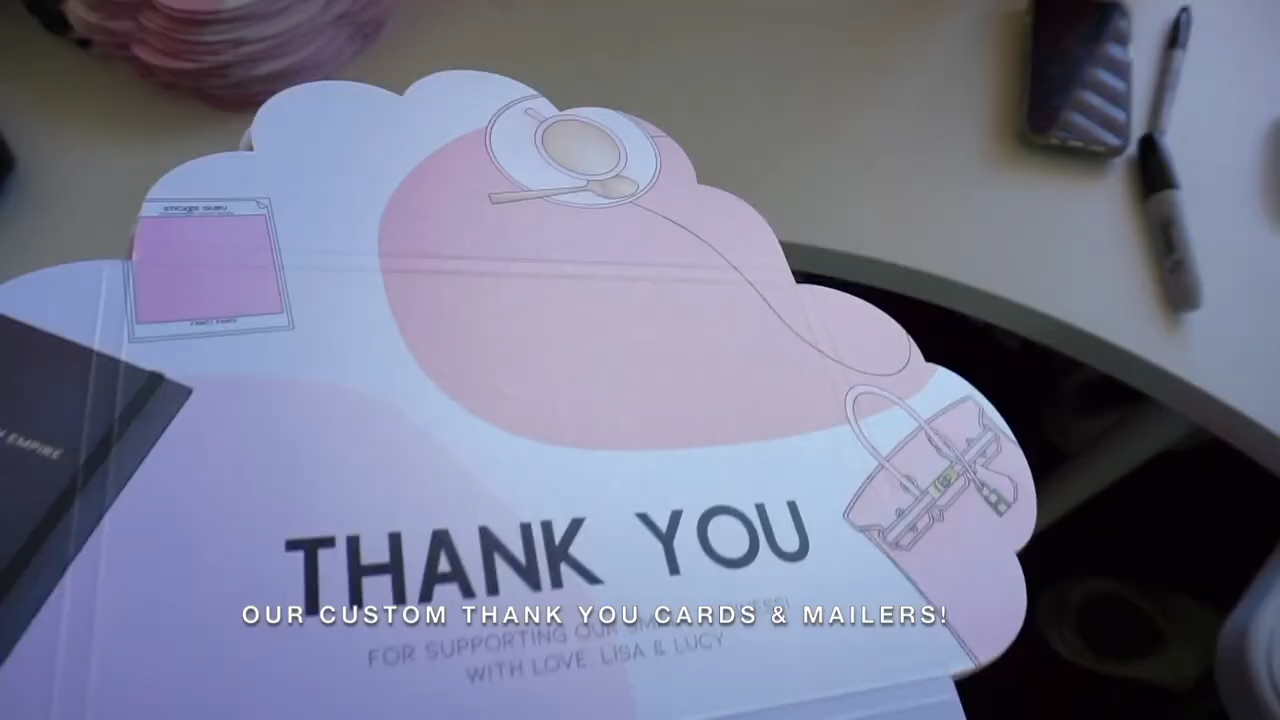 EMPIRE
THANK YOU
OUR CUSTOM THANK YOU CARDS & MAILERS!
FOR SUPPORTING OUR
WITH LOVE, LISA & LUCY